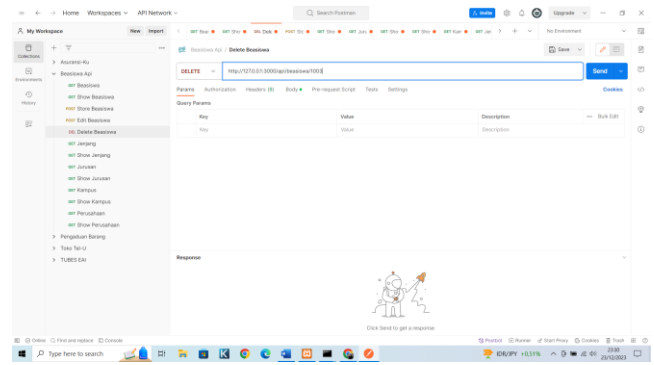 Home Workspaces API Network Search Postman Invite Upgrade
My Workspace New Import No Environment
Collections
Environments
History
Asuransi-Ku
Beasiswa Api
GET Beasiswa
GET Show Beasiswa
POST Store Beasiswa
POST Edit Beasiswa
DEL Delete Beasiswa
GET Jenjang
GET Show Jenjang
GET Jurusan
GET Show Jurusan
GET Kampus
GET Show Kampus
GET Perusahaan
GET Show Perusahaan
Pengaduan Barang
Toko Tel-U
TUBES EAI
Beasiswa Api / Delete Beasiswa Save
DELETE http://127.0.0.1:3000/api/beasiswa/1003 Send
Params Authorization Headers (8) Body Pre-request Script Tests Settings Cookies
Query Params
Key Value Description Bulk Edit
Key Value Description
Response
Click Send to get a response
Online Find and replace Console Postbot Runner Start Proxy Cookies Trash
Type here to search IDR/JPY +0,51%
23/12/2023